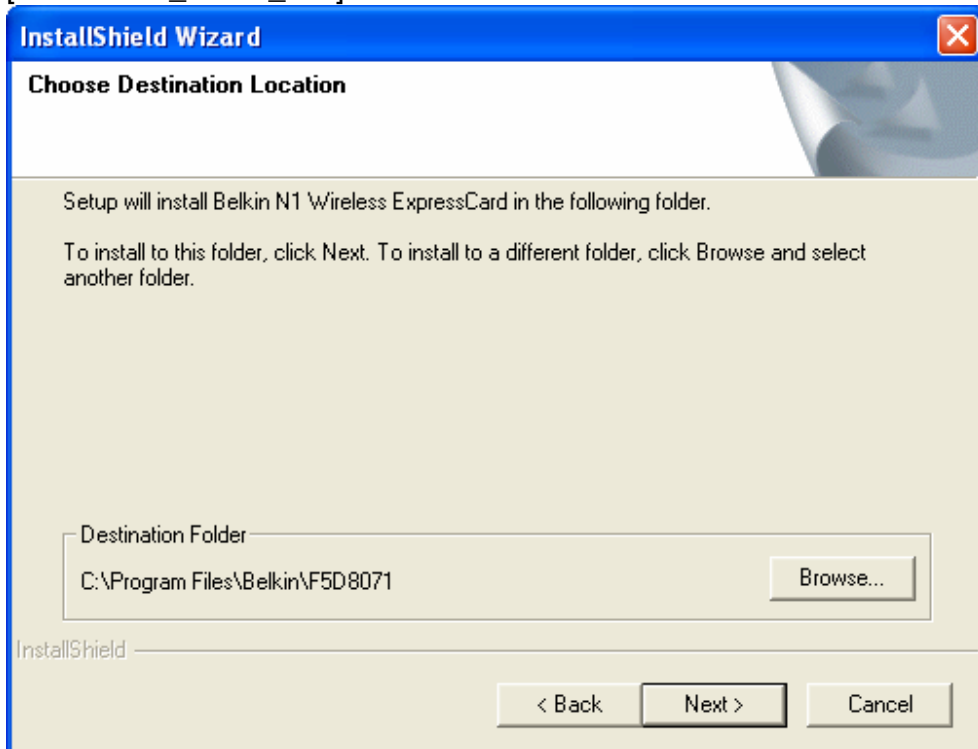 InstallShield Wizard
Choose Destination Location
Setup will install Belkin N1 Wireless ExpressCard in the following folder.
To install to this folder, click Next. To install to a different folder, click Browse and select
another folder.
Destination Folder
C:\Program Files\Belkin\F5D8071
Browse...
InstallShield
< Back
Next >
Cancel